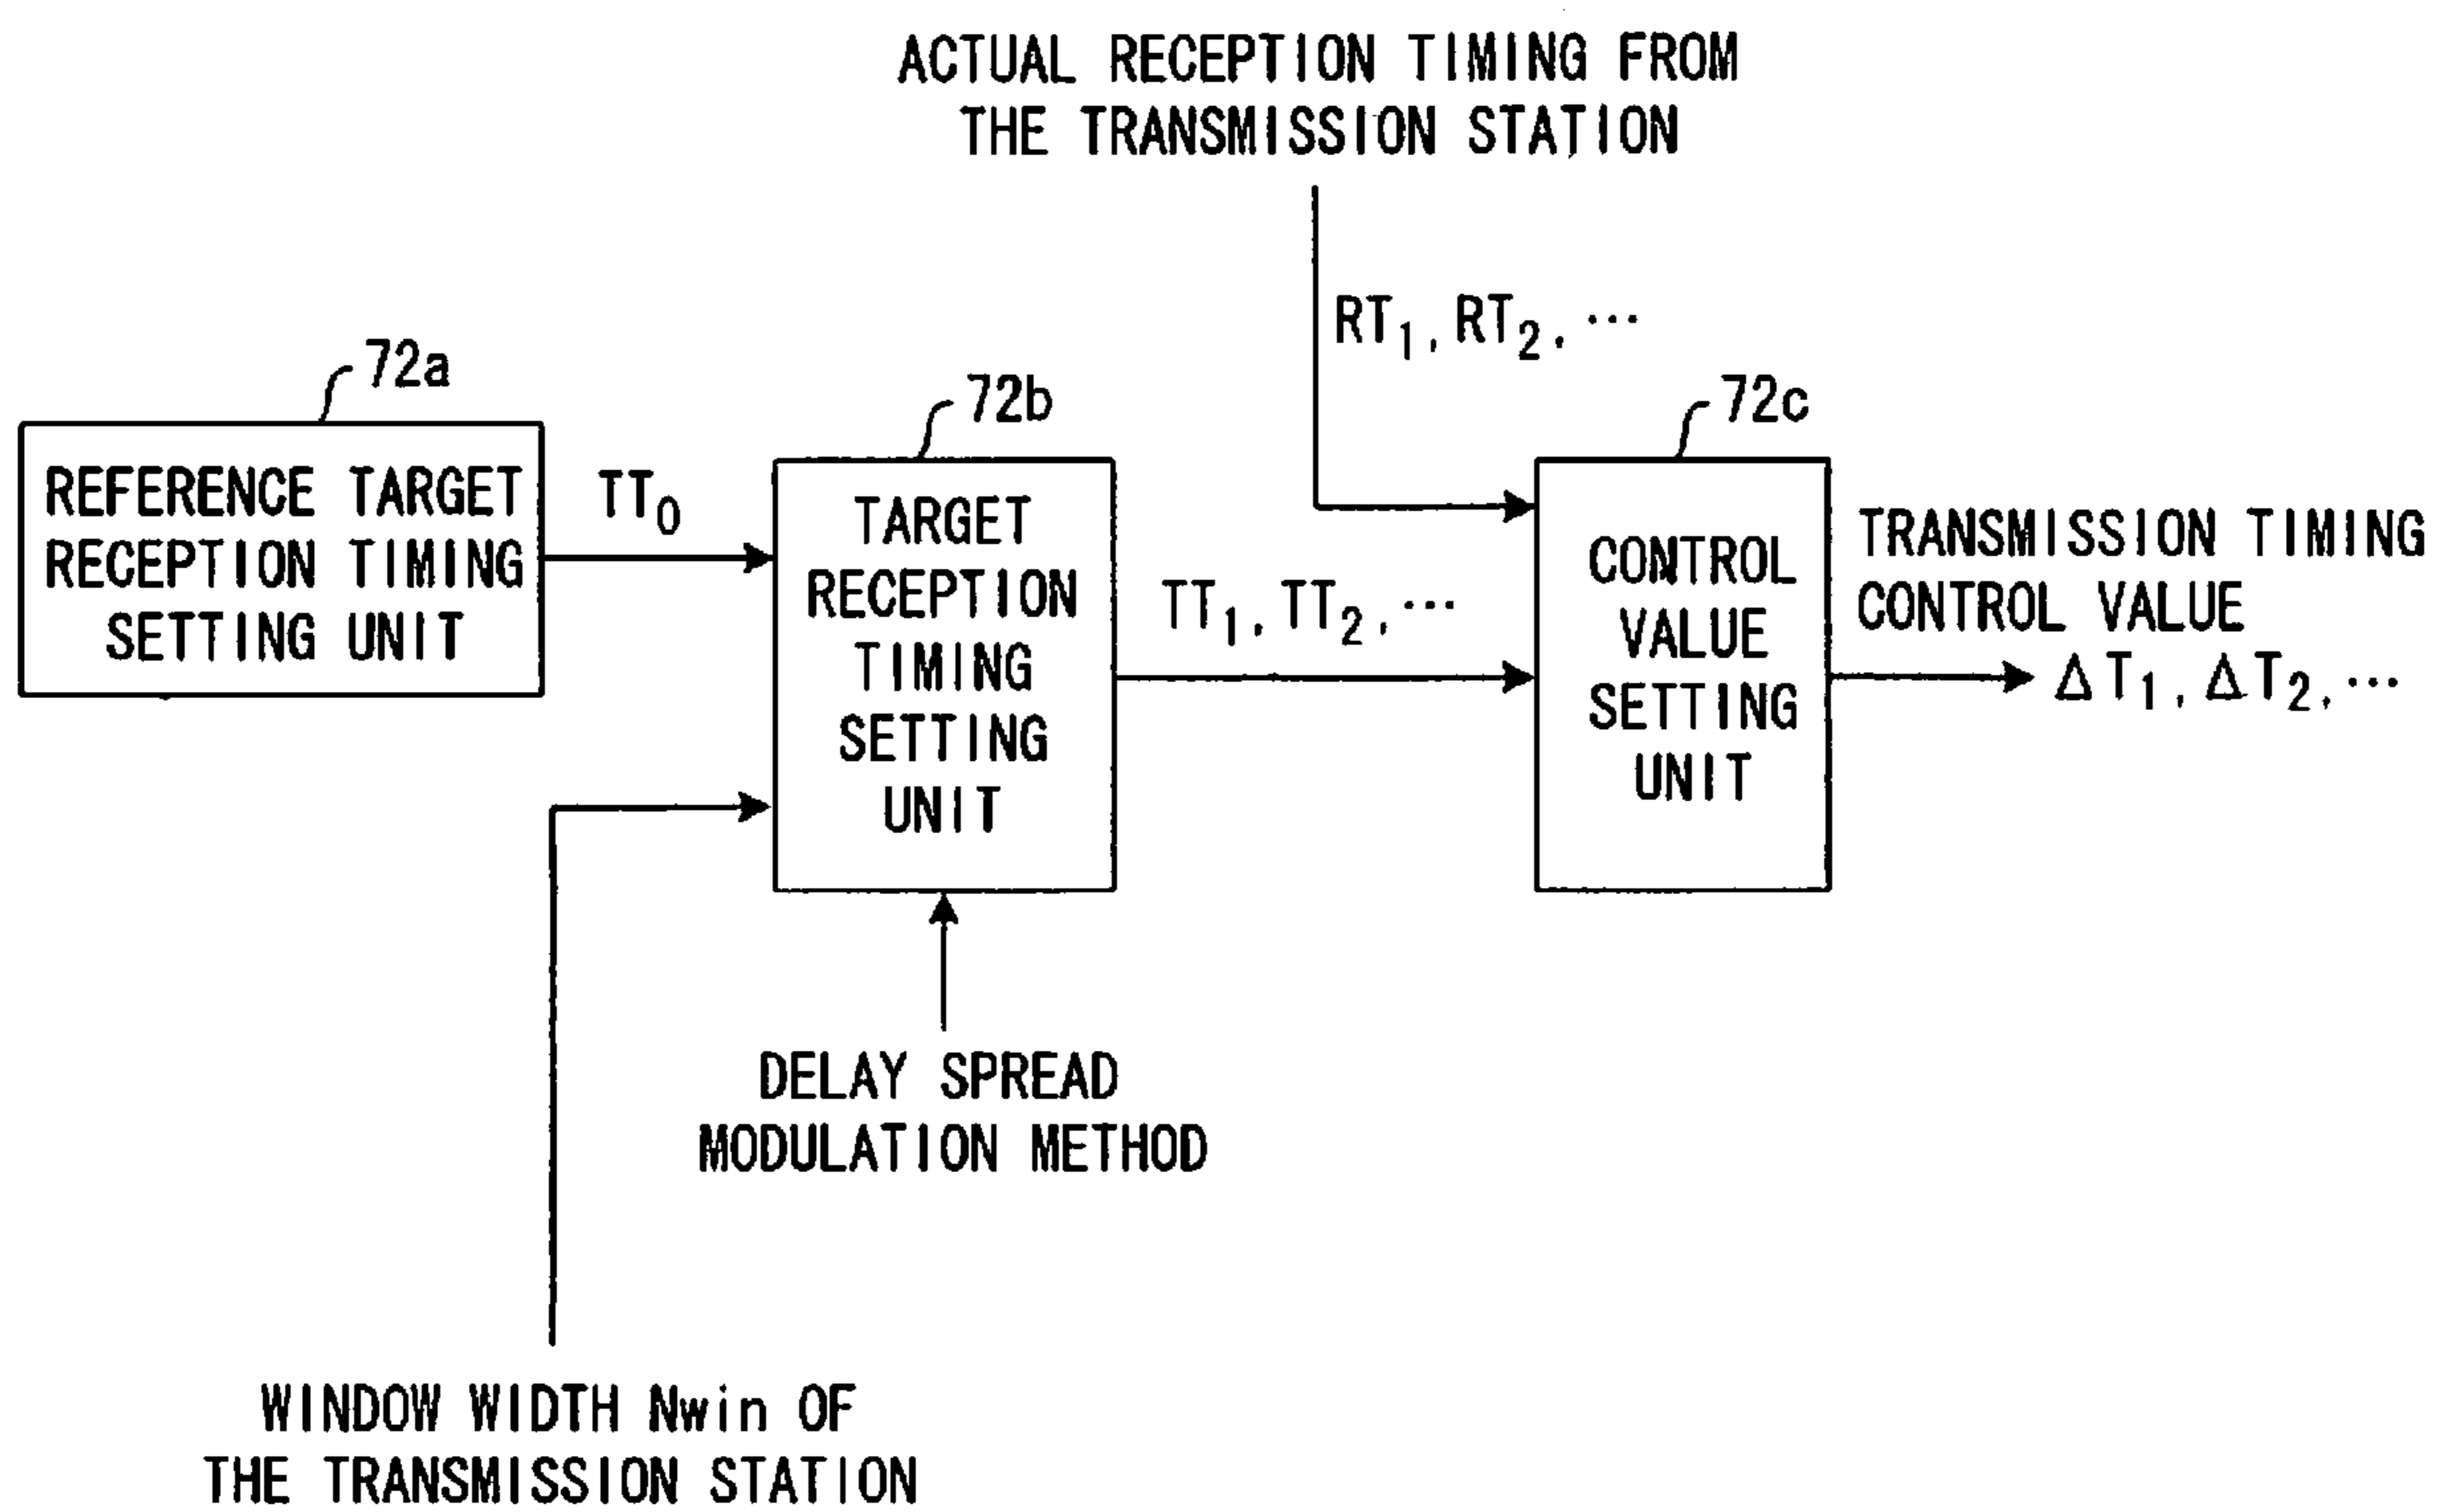 ACTUAL RECEPTION TIMING FROM
THE TRANSMISSION STATION
RT1, RT2, ···
72a
72b
72c
REFERENCE TARGET
RECEPTION TIMING
SETTING UNIT
TT0
TARGET
RECEPTION
TIMING
SETTING
UNIT
TT1, TT2, ···
CONTROL
VALUE
SETTING
UNIT
TRANSMISSION TIMING
CONTROL VALUE
ΔT1, ΔT2, ···
DELAY SPREAD
MODULATION METHOD
WINDOW WIDTH Nwin OF
THE TRANSMISSION STATION